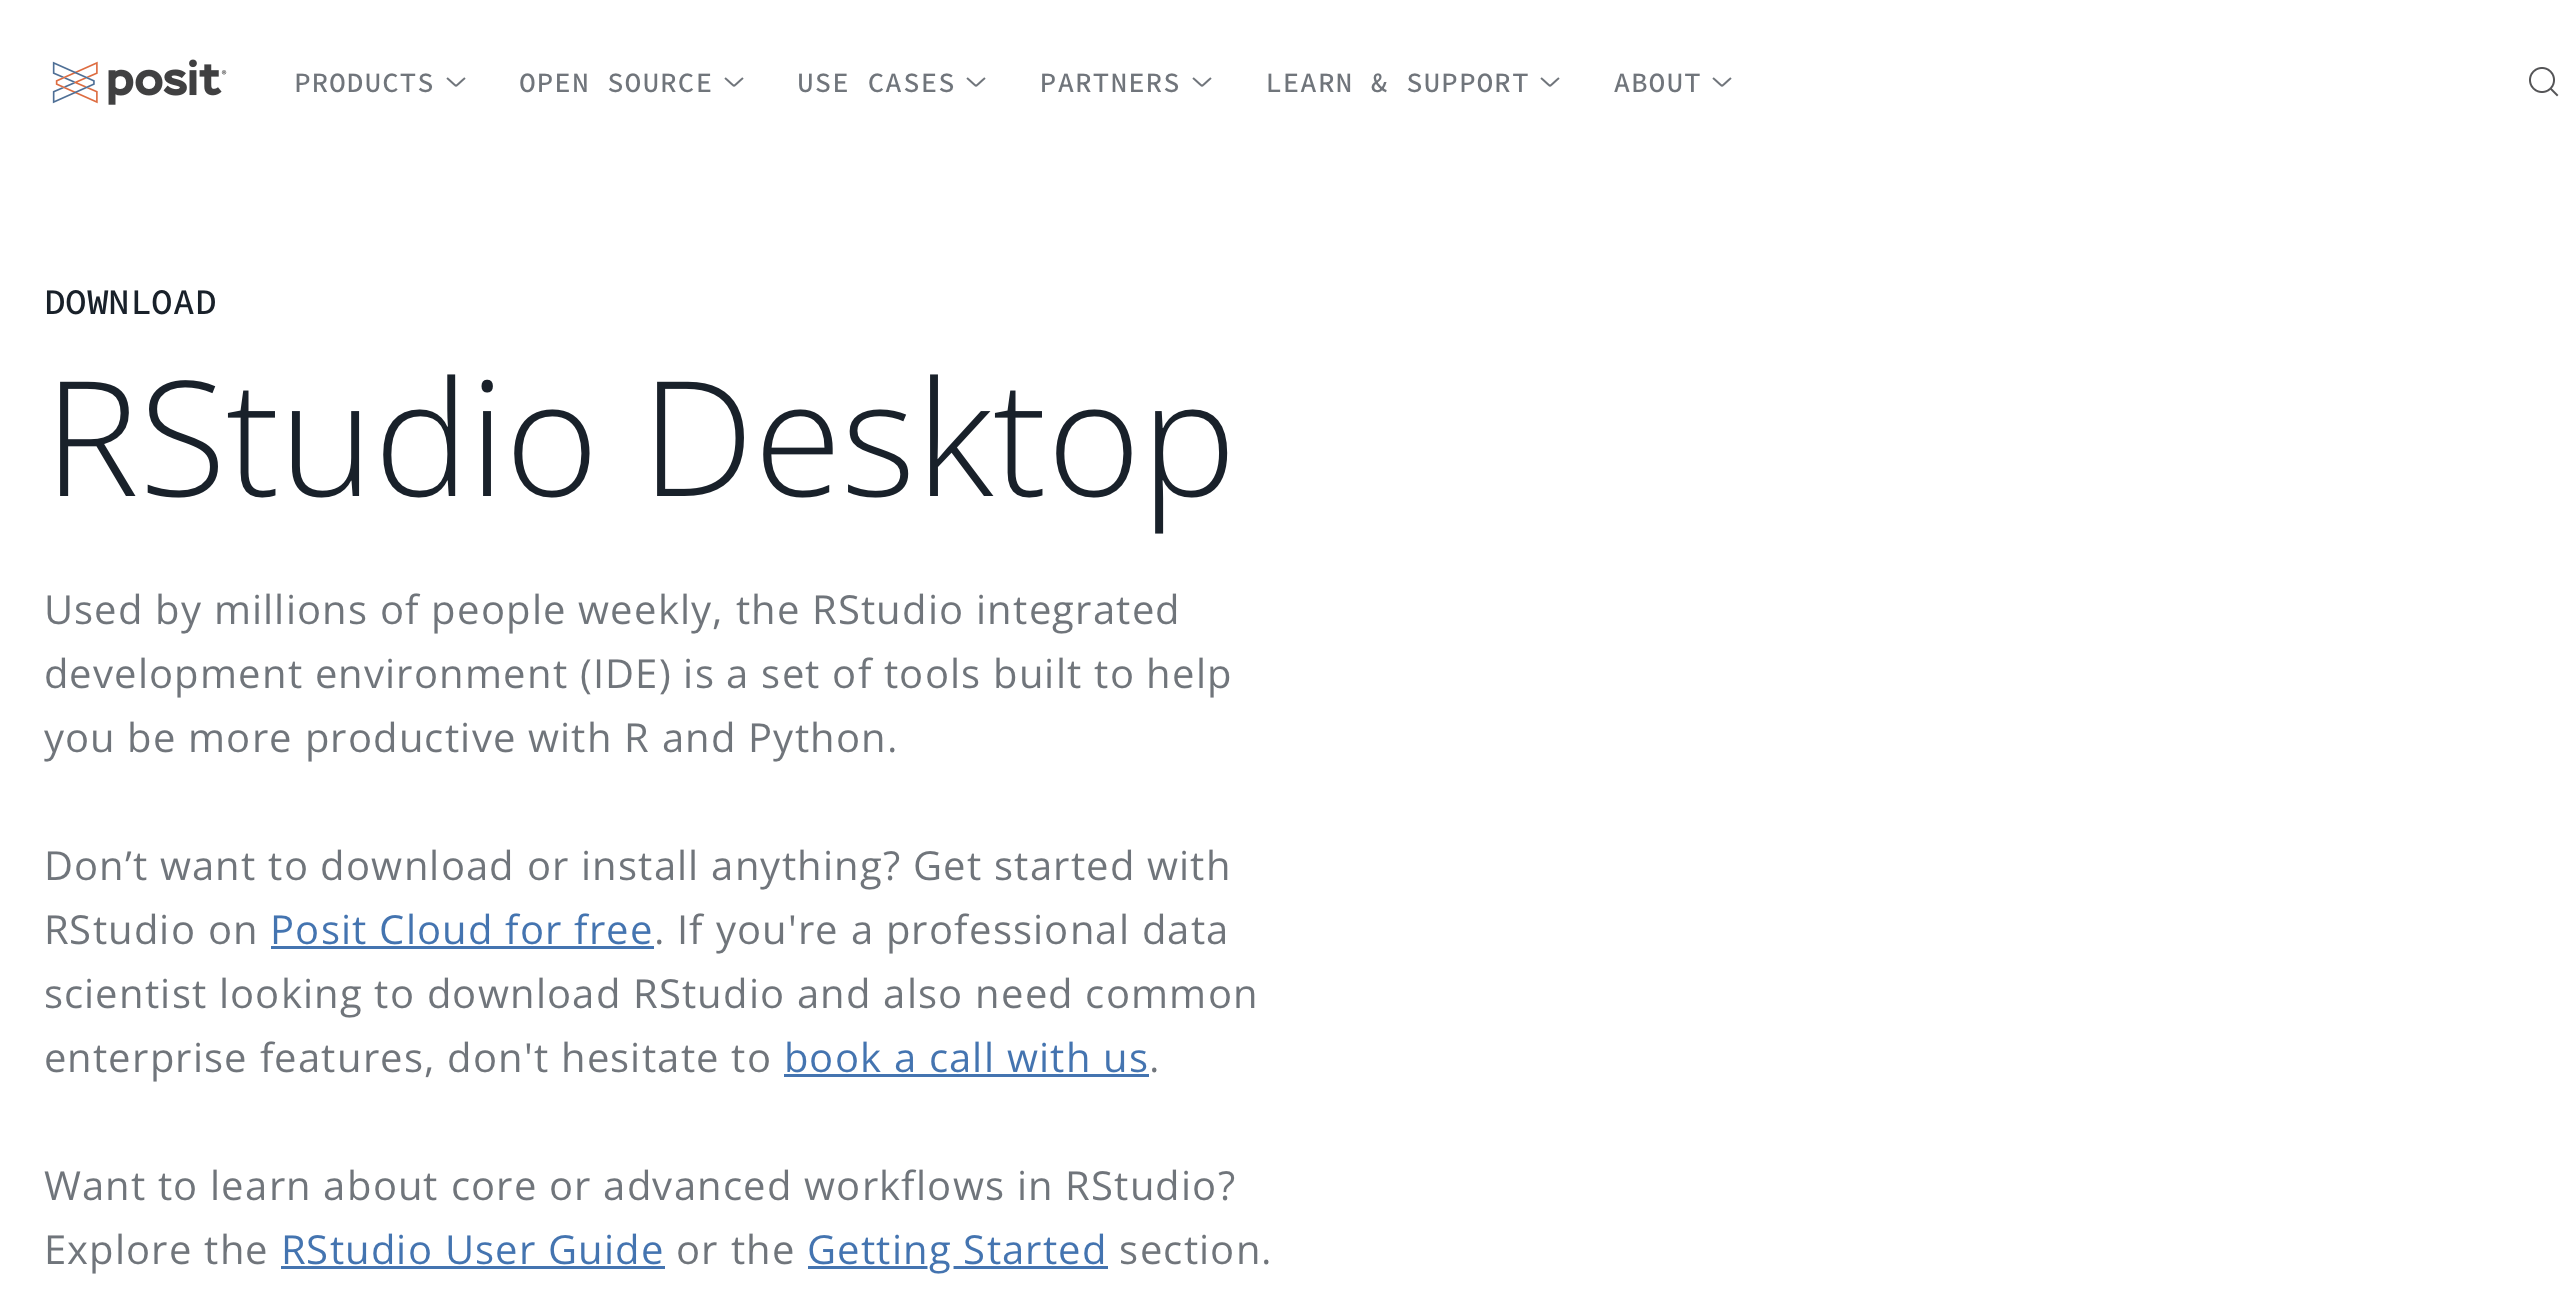 posit®
PRODUCTS
OPEN SOURCE
USE CASES
PARTNERS
LEARN & SUPPORT
ABOUT
DOWNLOAD
RStudio Desktop
Used by millions of people weekly, the RStudio integrated
development environment (IDE) is a set of tools built to help
you be more productive with R and Python.
Don’t want to download or install anything? Get started with
RStudio on Posit Cloud for free. If you're a professional data
scientist looking to download RStudio and also need common
enterprise features, don't hesitate to book a call with us.
Want to learn about core or advanced workflows in RStudio?
Explore the RStudio User Guide or the Getting Started section.